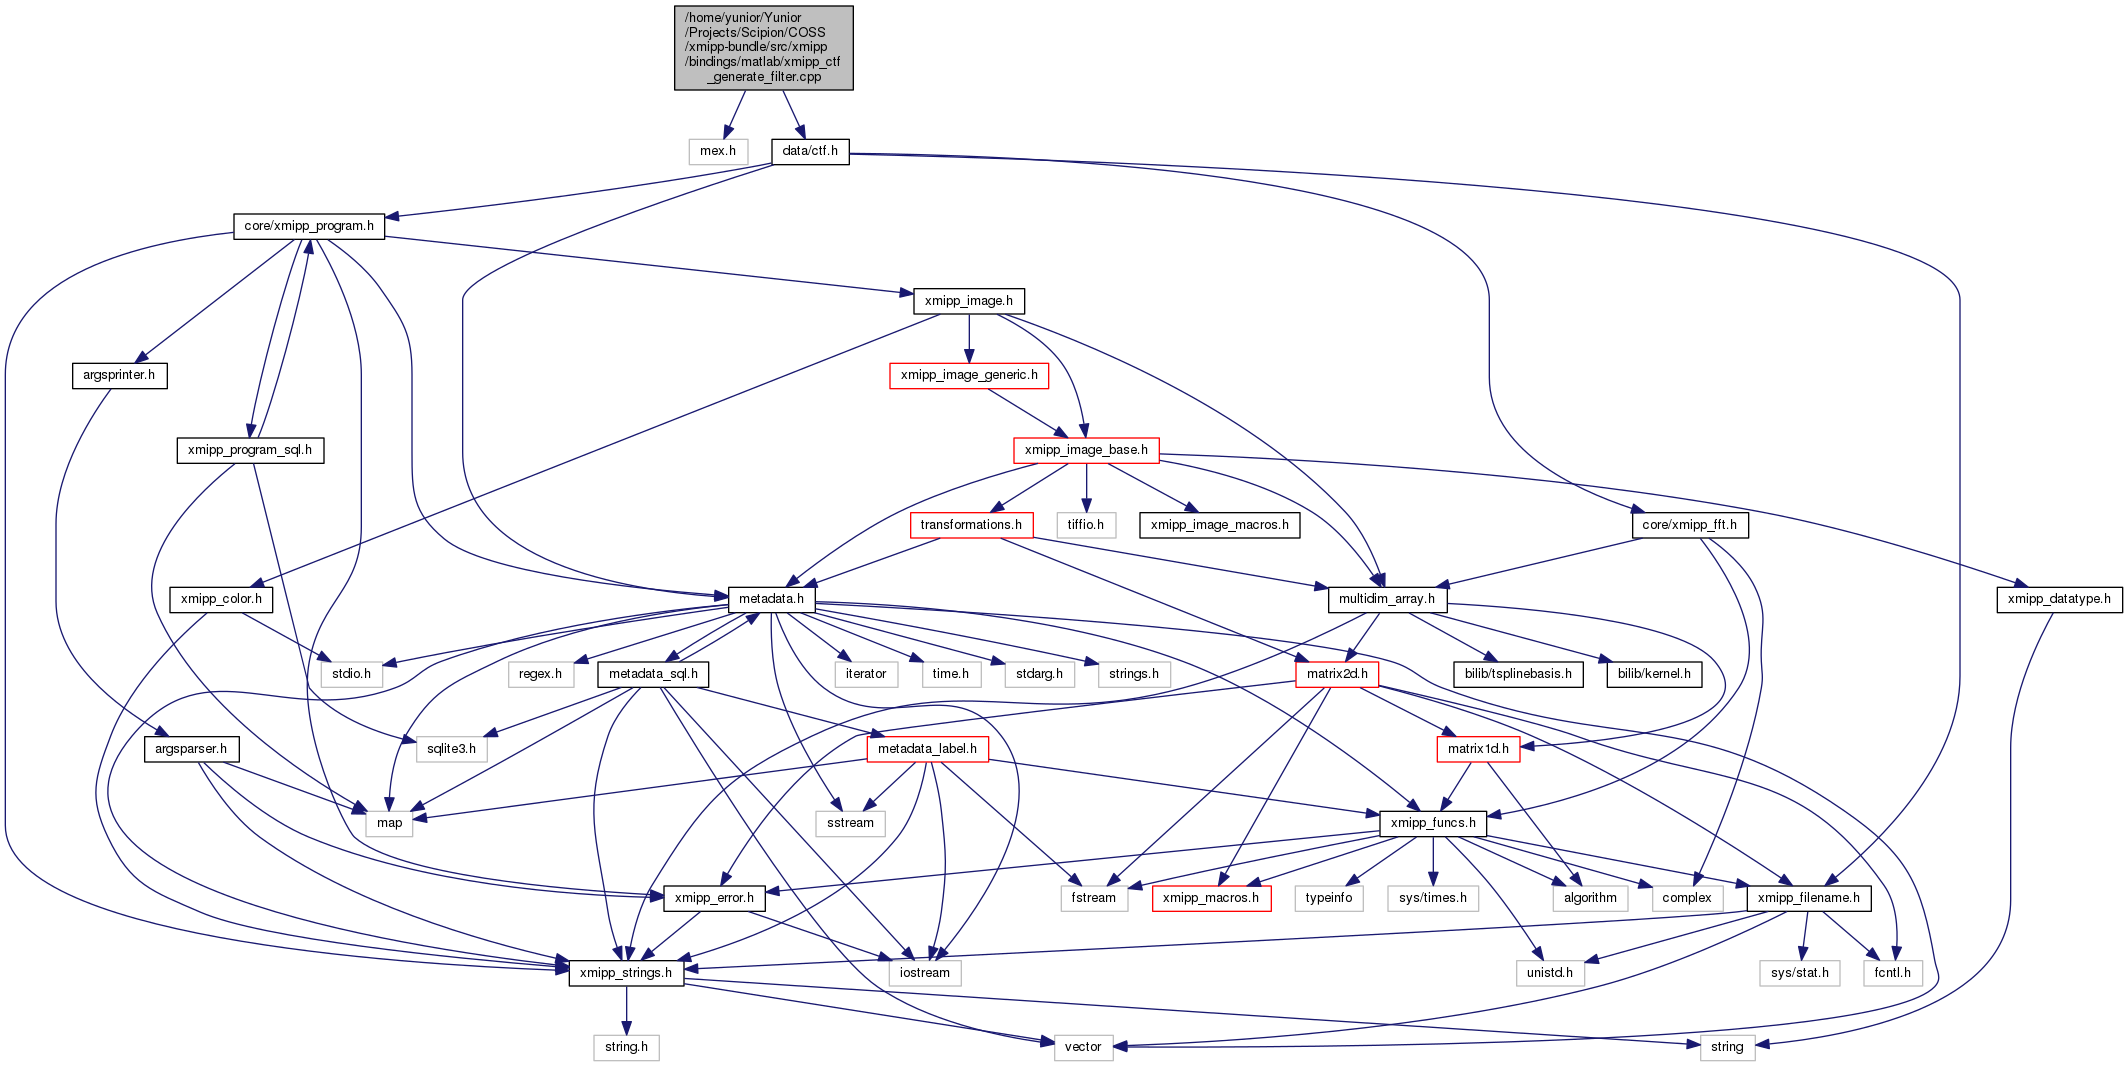 /home/yunior/Yunior
/Projects/Scipion/COSS
/xmipp-bundle/src/xmipp
/bindings/matlab/xmipp_ctf
_generate_filter.cpp
mex.h
data/ctf.h
core/xmipp_program.h
xmipp_image.h
argsprinter.h
xmipp_image_generic.h
xmipp_program_sql.h
xmipp_image_base.h
transformations.h
tiffio.h
xmipp_image_macros.h
core/xmipp_fft.h
xmipp_color.h
metadata.h
multidim_array.h
xmipp_datatype.h
stdio.h
regex.h
metadata_sql.h
iterator
time.h
stdarg.h
strings.h
matrix2d.h
bilib/tsplinebasis.h
bilib/kernel.h
argsparser.h
sqlite3.h
metadata_label.h
matrix1d.h
map
sstream
xmipp_funcs.h
xmipp_error.h
fstream
xmipp_macros.h
typeinfo
sys/times.h
algorithm
complex
xmipp_filename.h
xmipp_strings.h
iostream
unistd.h
sys/stat.h
fcntl.h
string.h
vector
string